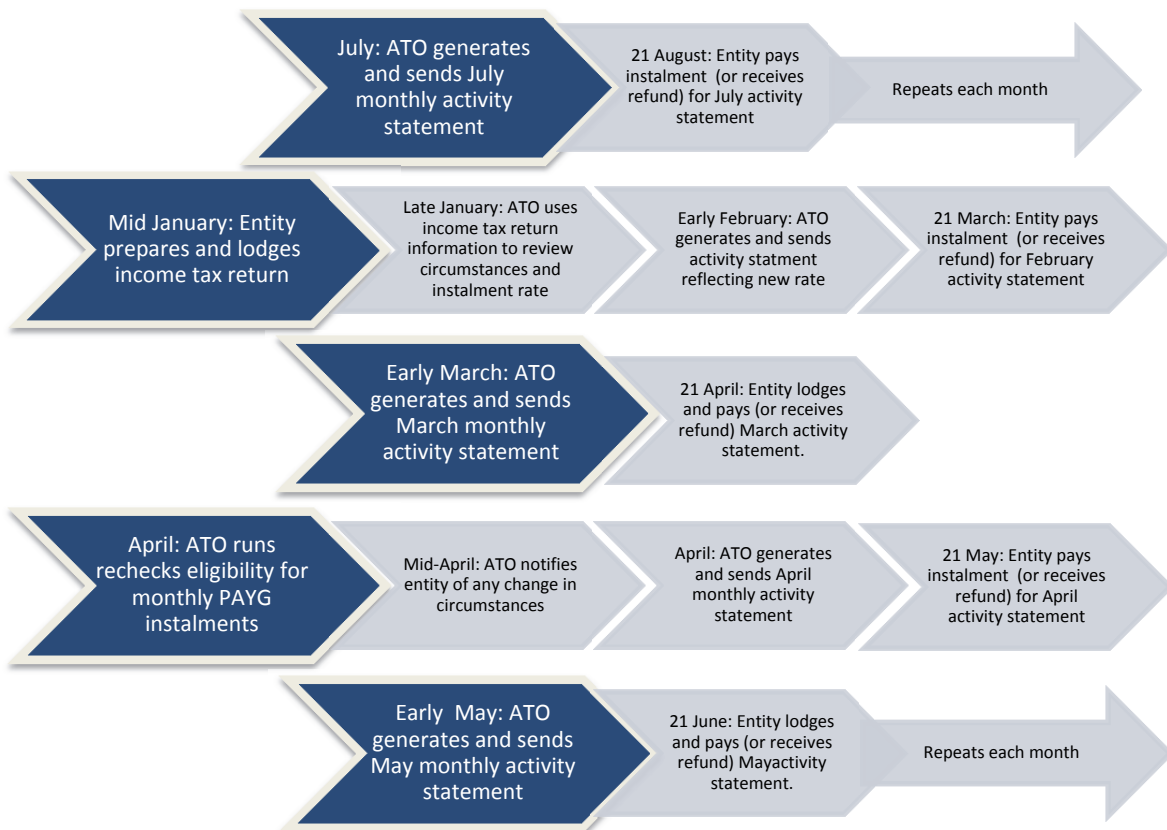 July: ATO generates
and sends July
monthly activity
statement
21 August: Entity pays
instalment (or receives
refund) for July activity
statement
Repeats each month
Mid January: Entity
prepares and lodges
income tax return
Late January: ATO uses
income tax return
information to review
circumstances and
instalment rate
Early February: ATO
generates and sends
activity statment
reflecting new rate
21 March: Entity pays
instalment (or receives
refund) for February
activity statement
Early March: ATO
generates and sends
March monthly
activity statement
21 April: Entity lodges
and pays (or receives
refund) March activity
statement.
April: ATO runs
rechecks eligibility for
monthly PAYG
instalments
Mid-April: ATO notifies
entity of any change in
circumstances
April: ATO generates
and sends April
monthly activity
statement
21 May: Entity pays
instalment (or receives
refund) for April
activity statement
Early May: ATO
generates and sends
May monthly activity
statement
21 June: Entity lodges
and pays (or receives
refund) Mayactivity
statement.
Repeats each month